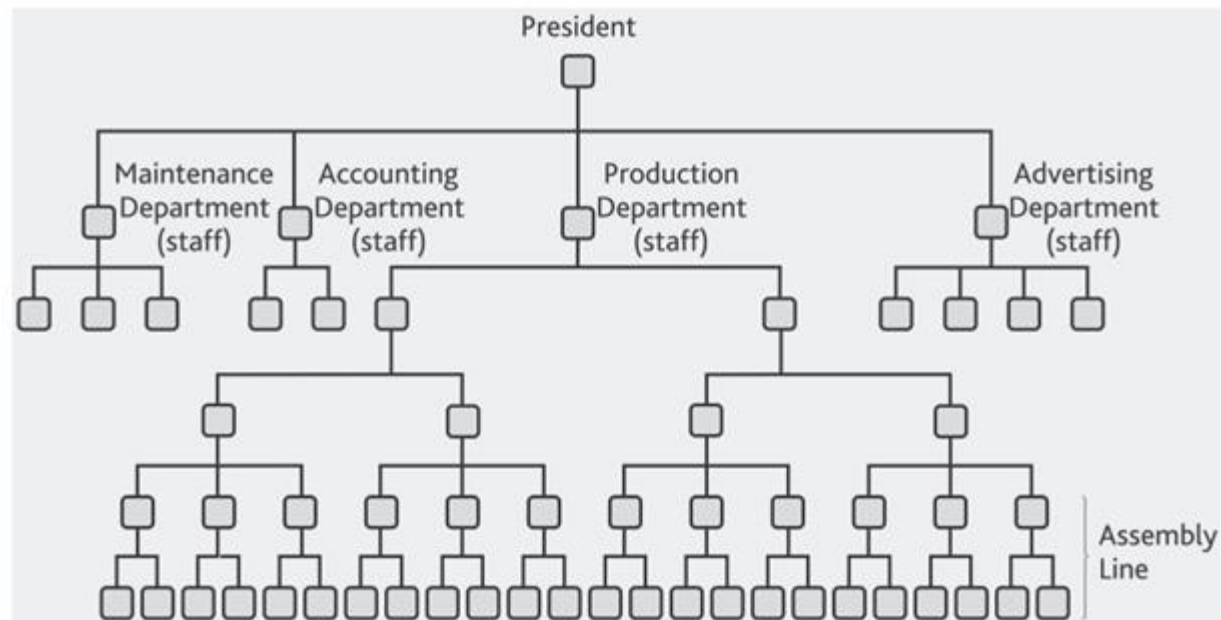 President
Maintenance
Department
(staff)
Accounting
Department
(staff)
Production
Department
(staff)
Advertising
Department
(staff)
Assembly
Line